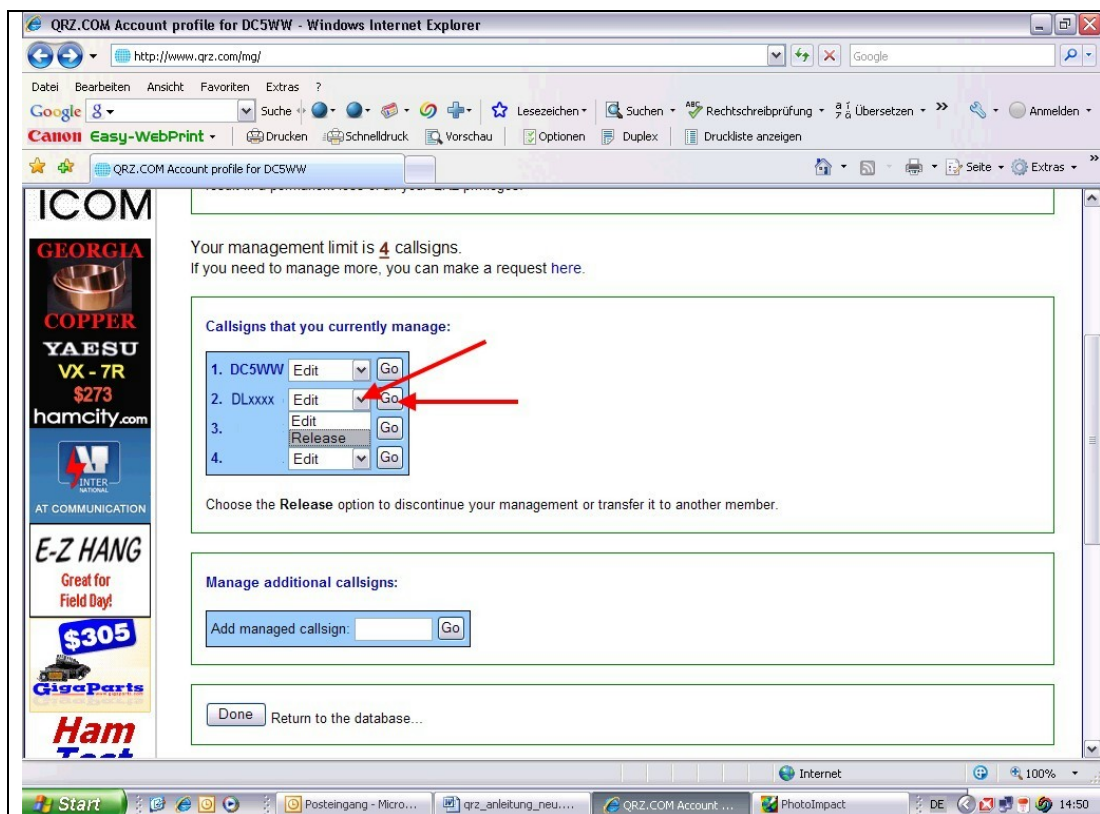 QRZ.COM Account profile for DC5WW - Windows Internet Explorer
http://www.qrz.com/mg/
Google
Datei Bearbeiten Ansicht Favoriten Extras ?
Google Suche Lesezeichen Suchen Rechtschreibprüfung Übersetzen Anmelden
Canon Easy-WebPrint Drucken Schnelldruck Vorschau Optionen Duplex Druckliste anzeigen
QRZ.COM Account profile for DC5WW
Seite Extras
ICOM
GEORGIA
COPPER
YAESU
VX - 7R
$273
hamcity.com
INTER
NATIONAL
AT COMMUNICATION
E-Z HANG
Great for
Field Day!
$305
GigaParts
Ham
Test
Your management limit is 4 callsigns.
If you need to manage more, you can make a request here.
Callsigns that you currently manage:
1. DC5WW Edit Go
2. DLxxxx Edit Go
Edit
3. Go
Release
4. Edit Go
Choose the Release option to discontinue your management or transfer it to another member.
Manage additional callsigns:
Add managed callsign: Go
Done Return to the database...
Internet 100%
Start Posteingang - Micro... qrz_anleitung_neu.... QRZ.COM Account ... PhotoImpact DE 14:50